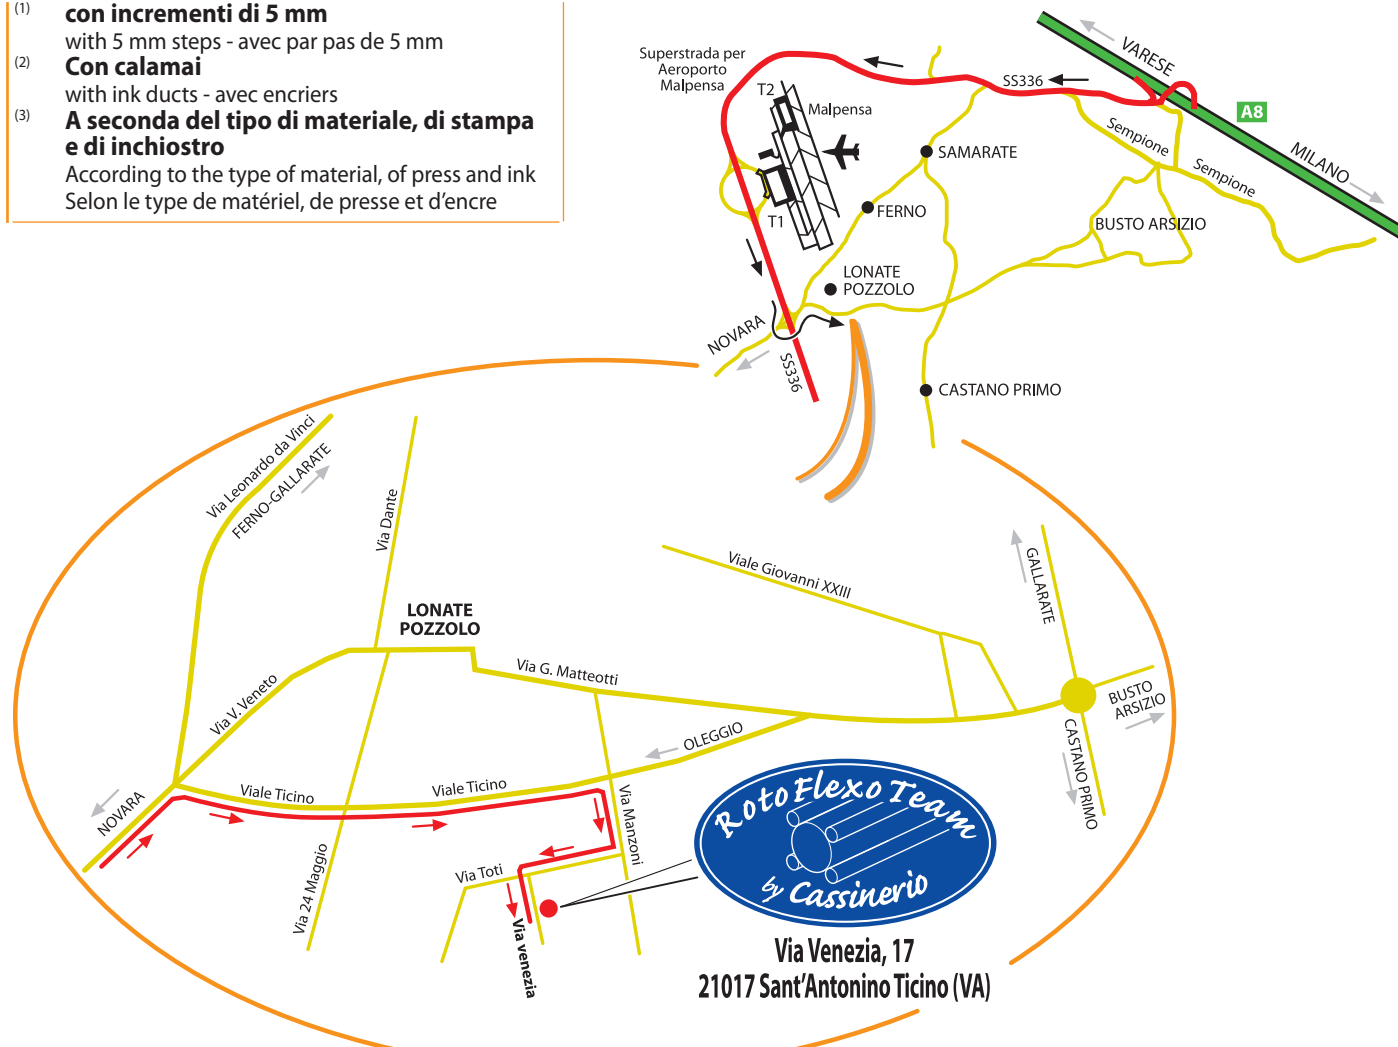 (1) con incrementi di 5 mm
with 5 mm steps - avec par pas de 5 mm
(2) Con calamai
with ink ducts - avec encriers
(3) A seconda del tipo di materiale, di stampa
e di inchiostro
According to the type of material, of press and ink
Selon le type de matériel, de presse et d'encre
Superstrada per
Aeroporto
Malpensa
T2
Malpensa
T1
SS336
VARESE
A8
MILANO
Sempione
Sempione
SAMARATE
FERNO
BUSTO ARSIZIO
LONATE
POZZOLO
NOVARA
SS336
CASTANO PRIMO
Via Leonardo da Vinci
FERNO-GALLARATE
Via Dante
Viale Giovanni XXIII
GALLARATE
LONATE
POZZOLO
Via G. Matteotti
Via V. Veneto
BUSTO
ARSIZIO
OLEGGIO
CASTANO PRIMO
Viale Ticino
Viale Ticino
NOVARA
Via Manzoni
Via Toti
Via 24 Maggio
Via venezia
RotoFlexo Team
by Cassinerio
Via Venezia, 17
21017 Sant'Antonino Ticino (VA)